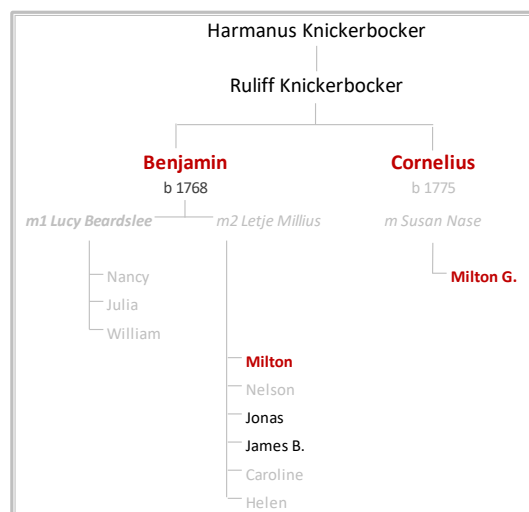 Harmanus Knickerbocker
Ruliff Knickerbocker
Benjamin Cornelius
b 1768 b 1775
m1 Lucy Beardslee m2 Letje Millius m Susan Nase
Nancy Milton G.
Julia
William
Milton
Nelson
Jonas
James B.
Caroline
Helen